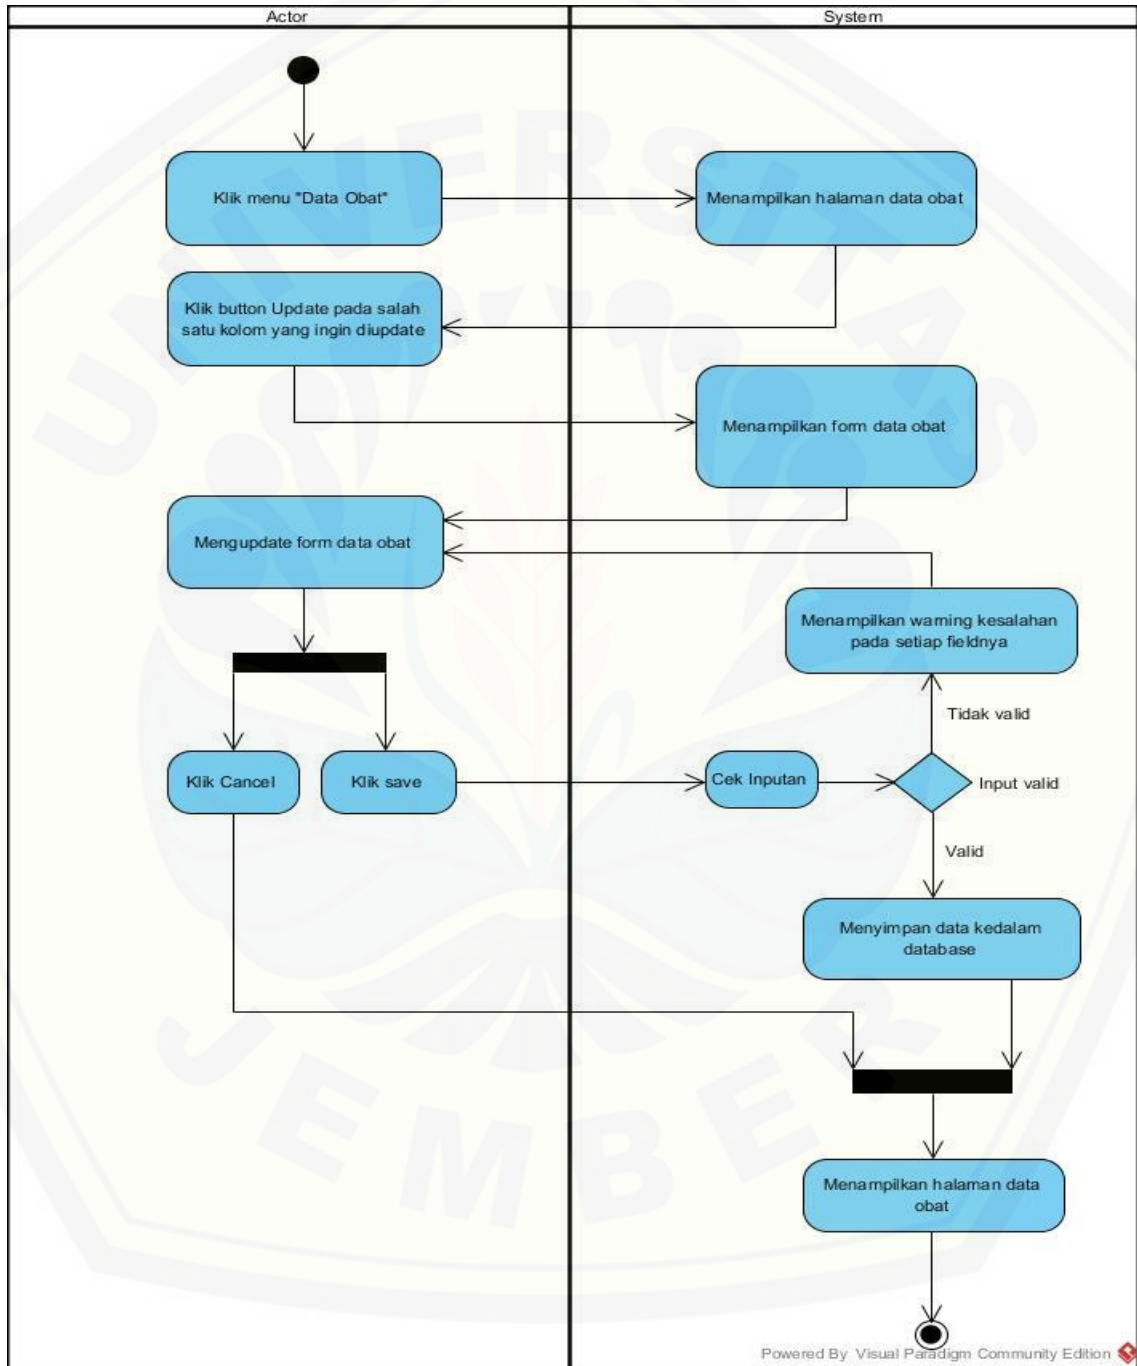 Actor
System
Klik menu "Data Obat"
Menampilkan halaman data obat
Klik button Update pada salah
satu kolom yang ingin diupdate
Menampilkan form data obat
Mengupdate form data obat
Menampilkan warning kesalahan
pada setiap fieldnya
Tidak valid
Klik Cancel
Klik save
Cek Inputan
Input valid
Valid
Menyimpan data kedalam
database
Menampilkan halaman data
obat
UNIVERSITAS
JEMBER
Powered By Visual Paradigm Community Edition